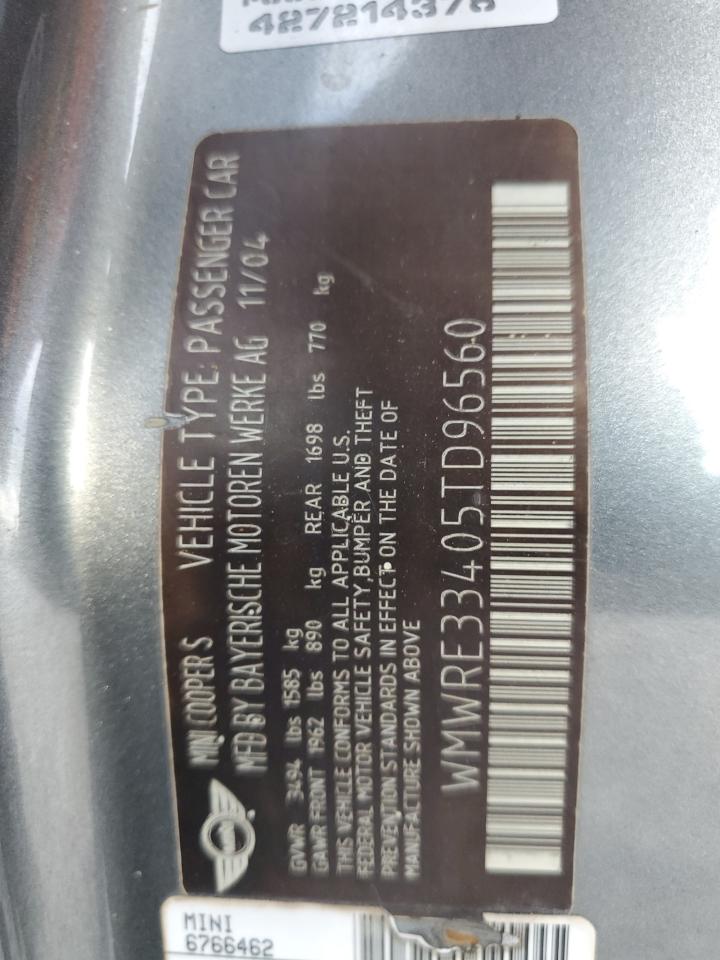 427214376
MINI COOPER S VEHICLE TYPE: PASSENGER CAR
MFD BY BAYERISCHE MOTOREN WERKE AG 11/04
GVWR 3494 lbs 1585 kg
GAWR FRONT 1962 lbs 890 kg REAR 1698 lbs 770 kg
THIS VEHICLE CONFORMS TO ALL APPLICABLE U.S.
FEDERAL MOTOR VEHICLE SAFETY,BUMPER AND THEFT
PREVENTION STANDARDS IN EFFECT ON THE DATE OF
MANUFACTURE SHOWN ABOVE
WMWRE33405TD96560
MINI
6766462